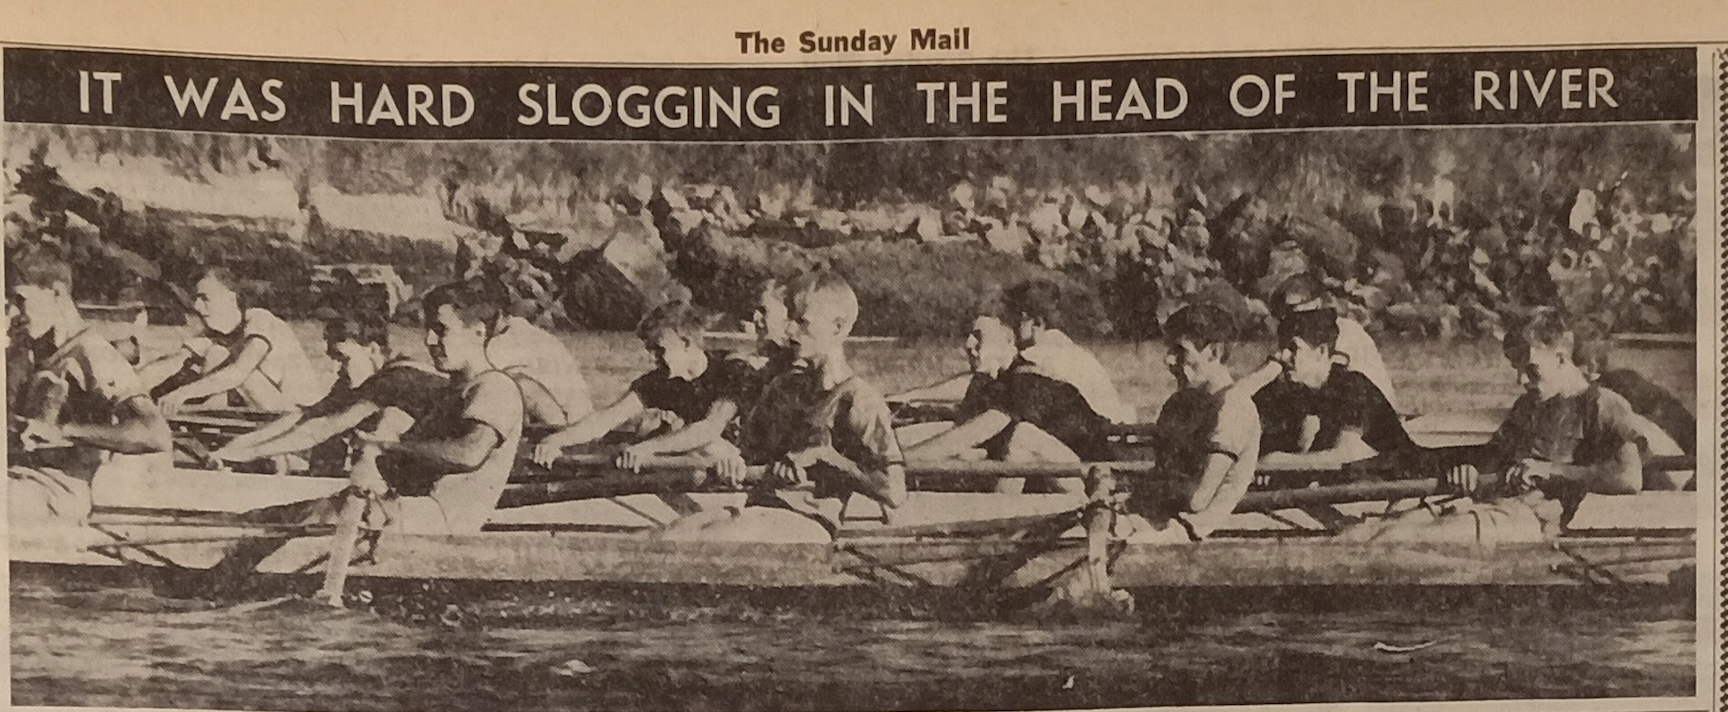 The Sunday Mail
IT WAS HARD SLOGGING IN THE HEAD OF THE RIVER